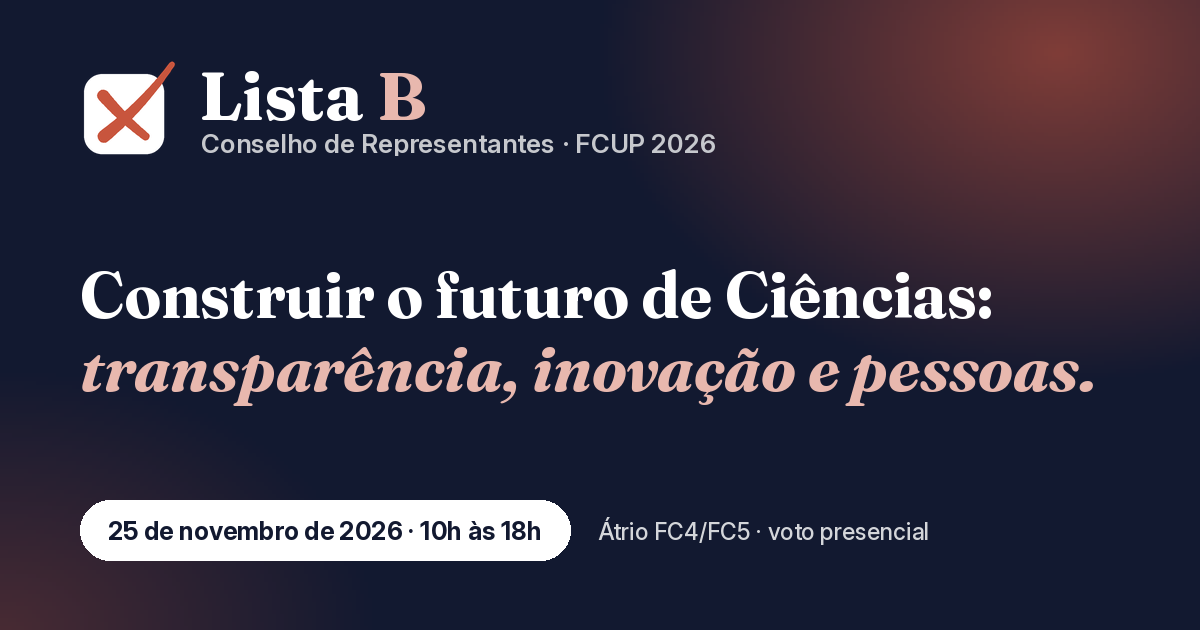 Lista B
Conselho de Representantes · FCUP 2026
Construir o futuro de Ciências:
transparência, inovação e pessoas.
25 de novembro de 2026 · 10h às 18h
Átrio FC4/FC5 · voto presencial